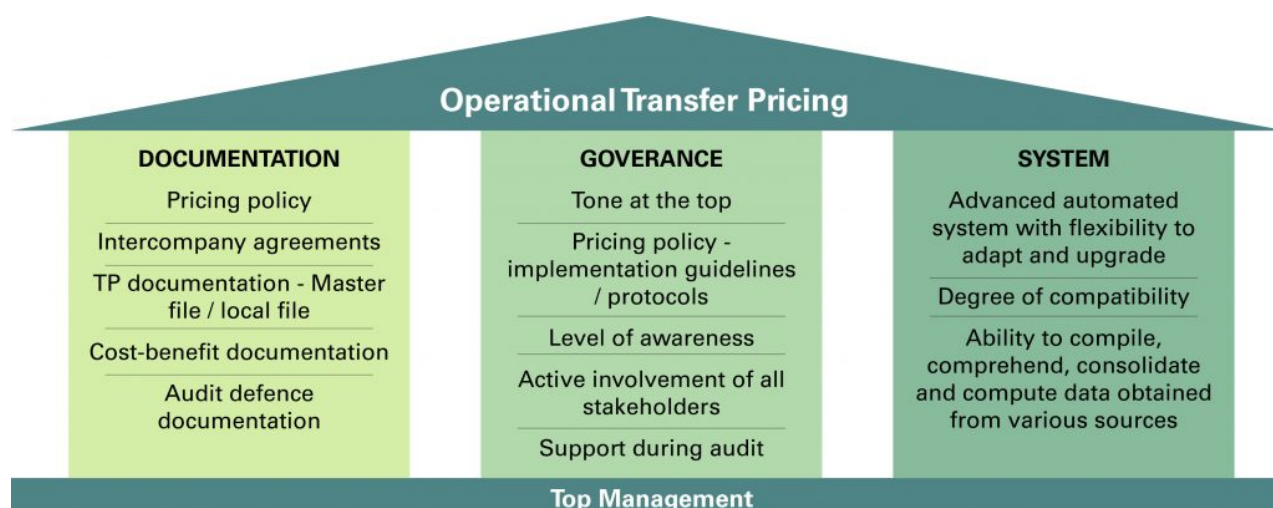 Operational Transfer Pricing
DOCUMENTATION
Pricing policy
Intercompany agreements
TP documentation - Master
file / local file
Cost-benefit documentation
Audit defence
documentation
GOVERANCE
Tone at the top
Pricing policy -
implementation guidelines
/ protocols
Level of awareness
Active involvement of all
stakeholders
Support during audit
SYSTEM
Advanced automated
system with flexibility to
adapt and upgrade
Degree of compatibility
Ability to compile,
comprehend, consolidate
and compute data obtained
from various sources
Top Management